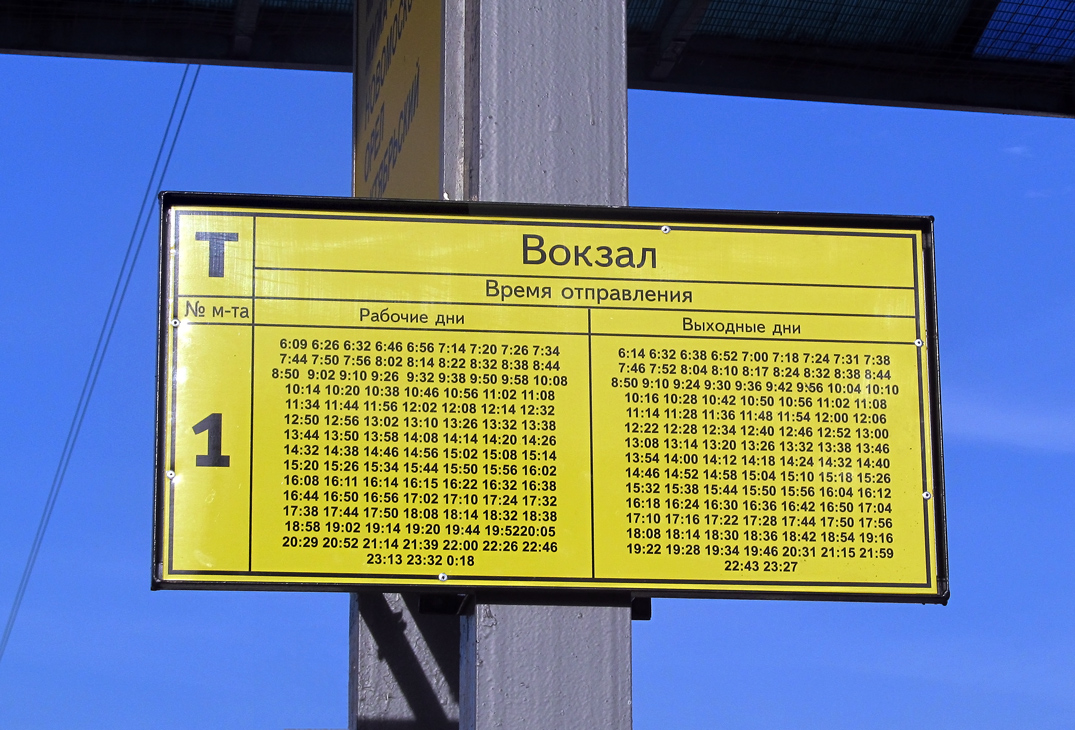 НОВОМОСКО
ОРЕЛ
Т
Вокзал
Время отправления
№ м-та
Рабочие дни
Выходные дни
1
6:09 6:26 6:32 6:46 6:56 7:14 7:20 7:26 7:34
7:44 7:50 7:56 8:02 8:14 8:22 8:32 8:38 8:44
8:50 9:02 9:10 9:26 9:32 9:38 9:50 9:58 10:08
10:14 10:20 10:38 10:46 10:56 11:02 11:08
11:34 11:44 11:56 12:02 12:08 12:14 12:32
12:50 12:56 13:02 13:10 13:26 13:32 13:38
13:44 13:50 13:58 14:08 14:14 14:20 14:26
14:32 14:38 14:46 14:56 15:02 15:08 15:14
15:20 15:26 15:34 15:44 15:50 15:56 16:02
16:08 16:11 16:14 16:15 16:22 16:32 16:38
16:44 16:50 16:56 17:02 17:10 17:24 17:32
17:38 17:44 17:50 18:08 18:14 18:32 18:38
18:58 19:02 19:14 19:20 19:44 19:5220:05
20:29 20:52 21:14 21:39 22:00 22:26 22:46
23:13 23:32 0:18
6:14 6:32 6:38 6:52 7:00 7:18 7:24 7:31 7:38
7:46 7:52 8:04 8:10 8:17 8:24 8:32 8:38 8:44
8:50 9:10 9:24 9:30 9:36 9:42 9:56 10:04 10:10
10:16 10:28 10:42 10:50 10:56 11:02 11:08
11:14 11:28 11:36 11:48 11:54 12:00 12:06
12:22 12:28 12:34 12:40 12:46 12:52 13:00
13:08 13:14 13:20 13:26 13:32 13:38 13:46
13:54 14:00 14:12 14:18 14:24 14:32 14:40
14:46 14:52 14:58 15:04 15:10 15:18 15:26
15:32 15:38 15:44 15:50 15:56 16:04 16:12
16:18 16:24 16:30 16:36 16:42 16:50 17:04
17:10 17:16 17:22 17:28 17:44 17:50 17:56
18:08 18:14 18:30 18:36 18:42 18:54 19:16
19:22 19:28 19:34 19:46 20:31 21:15 21:59
22:43 23:27